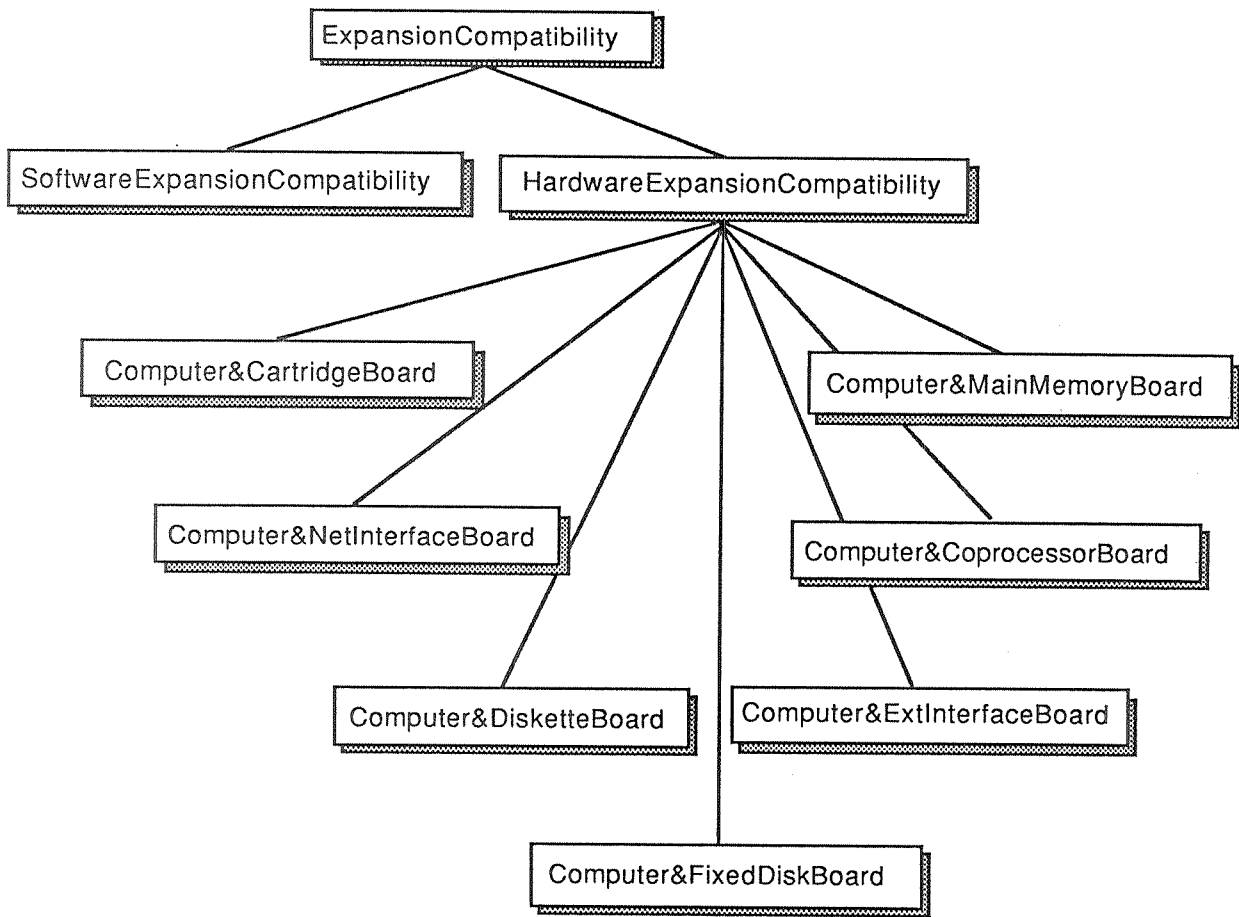 ExpansionCompatibility
SoftwareExpansionCompatibility
HardwareExpansionCompatibility
Computer&CartridgeBoard
Computer&MainMemoryBoard
Computer&NetInterfaceBoard
Computer&CoprocessorBoard
Computer&DisketteBoard
Computer&ExtInterfaceBoard
Computer&FixedDiskBoard